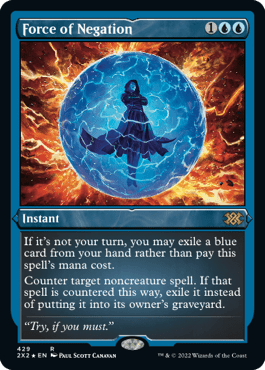 Force of Negation 1
Instant
If it's not your turn, you may exile a blue
card from your hand rather than pay this
spell's mana cost.
Counter target noncreature spell. If that
spell is countered this way, exile it instead
of putting it into its owner's graveyard.
"Try, if you must."
429 R
2X2 ★ EN Paul Scott Canavan ™ & © 2022 Wizards of the Coast